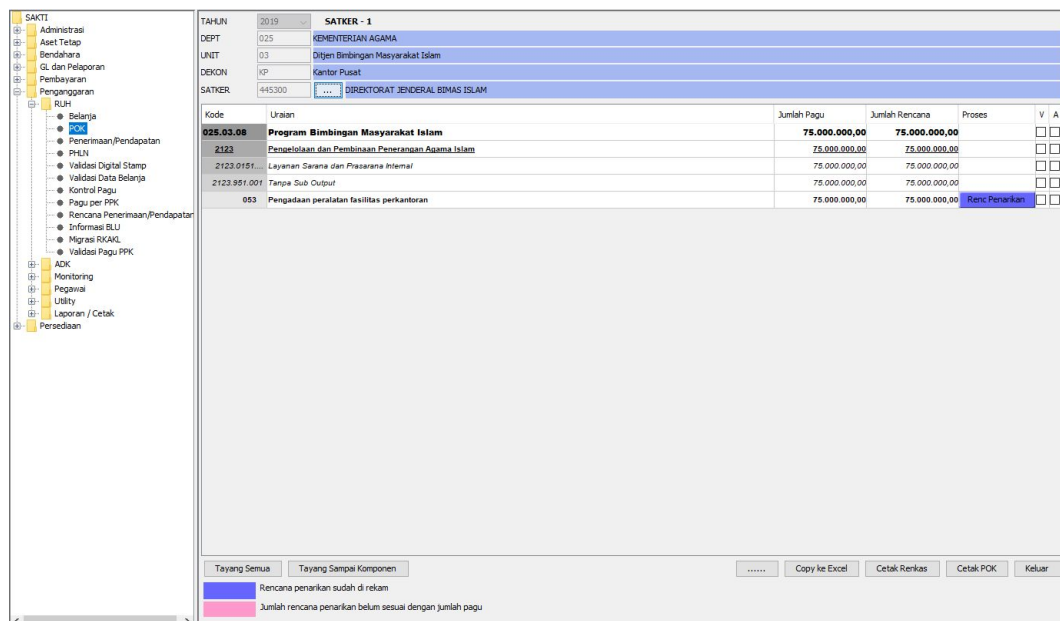 SAKTI
Administrasi
Aset Tetap
Bendahara
GL dan Pelaporan
Pembayaran
Penganggaran
RUH
Belanja
POK
Penerimaan/Pendapatan
PHLN
Validasi Digital Stamp
Validasi Data Belanja
Kontrol Pagu
Pagu per PPK
Rencana Penerimaan/Pendapatan
Informasi BLU
Migrasi RKAKL
Validasi Pagu PPK
ADK
Monitoring
Pegawai
Utility
Laporan / Cetak
Persediaan
TAHUN 2019 SATKER - 1
DEPT 025 KEMENTERIAN AGAMA
UNIT 03 Ditjen Bimbingan Masyarakat Islam
DEKON KP Kantor Pusat
SATKER 445300 ... DIREKTORAT JENDERAL BIMAS ISLAM
Kode Uraian Jumlah Pagu Jumlah Rencana Proses V A
025.03.08 Program Bimbingan Masyarakat Islam 75.000.000,00 75.000.000,00
2123 Pengelolaan dan Pembinaan Penerangan Agama Islam 75.000.000,00 75.000.000,00
2123.0151.... Layanan Sarana dan Prasarana Internal 75.000.000,00 75.000.000,00
2123.951.001 Tanpa Sub Output 75.000.000,00 75.000.000,00
053 Pengadaan peralatan fasilitas perkantoran 75.000.000,00 75.000.000,00 Renc Penarikan
Tayang Semua Tayang Sampai Komponen ...... Copy ke Excel Cetak Renkas Cetak POK Keluar
Rencana penarikan sudah di rekam
Jumlah rencana penarikan belum sesuai dengan jumlah pagu